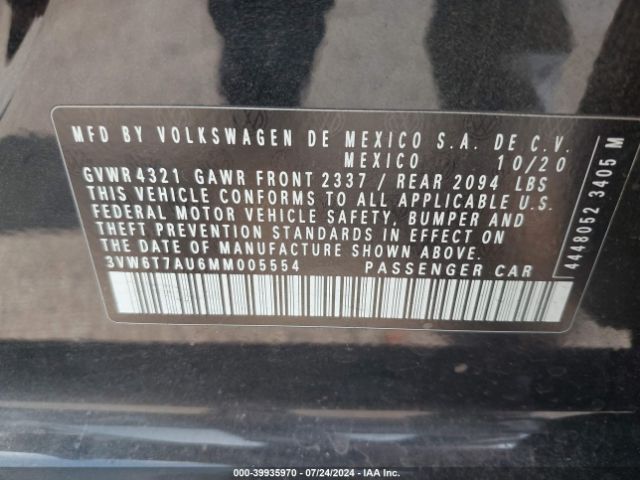 MFD BY VOLKSWAGEN DE MEXICO S.A. DE C.V.
MEXICO 10/20
GVWR 4321 GAWR FRONT 2337 / REAR 2094 LBS
THIS VEHICLE CONFORMS TO ALL APPLICABLE U.S.
FEDERAL MOTOR VEHICLE SAFETY, BUMPER AND
THEFT PREVENTION STANDARDS IN EFFECT ON
THE DATE OF MANUFACTURE SHOWN ABOVE.
3VW6T7AU6MM005554 PASSENGER CAR
4448052 3405 M
000-39935970 - 07/24/2024 - IAA Inc.